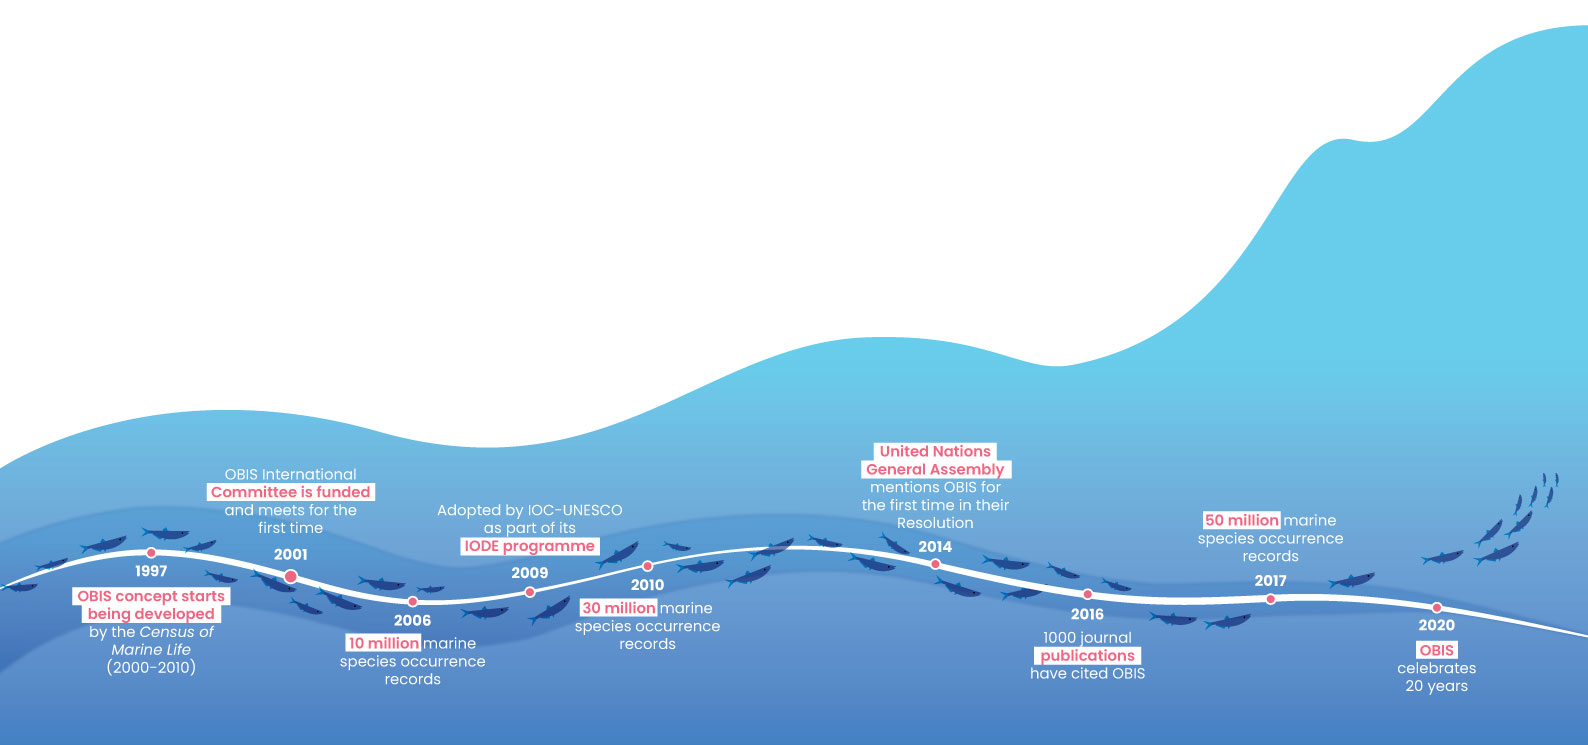 1997
OBIS concept starts
being developed
by the Census of
Marine Life
(2000-2010)
OBIS International
Committee is funded
and meets for the
first time
2001
2006
10 million marine
species occurrence
records
Adopted by IOC-UNESCO
as part of its
IODE programme
2009
2010
30 million marine
species occurrence
records
United Nations
General Assembly
mentions OBIS for
the first time in their
Resolution
2014
2016
1000 journal
publications
have cited OBIS
50 million marine
species occurrence
records
2017
2020
OBIS
celebrates
20 years